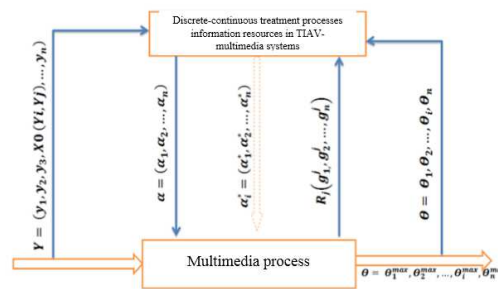 Discrete-continuous treatment processes
information resources in TIAV-
multimedia systems
Y = (y₁, y₂, y₃, X0 (Yi, Yj), ..., yₙ)
α = (α₁, α₂, ..., αₙ)
αᵢ* = (α₁*, α₂*, ..., αₙ*)
Rⱼ(g₁ʲ, g₂ʲ, ..., gₙʲ)
θ = θ₁, θ₂, ..., θᵢ, θₙ
Multimedia process
θ = θ₁ᵐᵃˣ, θ₂ᵐᵃˣ, ..., θᵢᵐᵃˣ, θₙᵐ